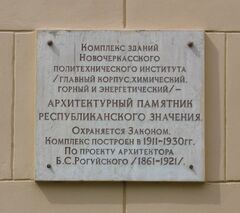 Комплекс зданий
Новочеркасского
политехнического института
/главный корпус, химический,
горный и энергетический/ —
АРХИТЕКТУРНЫЙ ПАМЯТНИК
РЕСПУБЛИКАНСКОГО ЗНАЧЕНИЯ.
Охраняется Законом.
Комплекс построен в 1911-1930гг.
По проекту архитектора
Б.С.Рогуйского /1861-1921/.